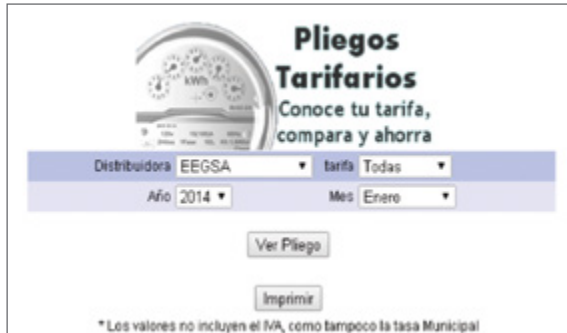 Pliegos
Tarifarios
Conoce tu tarifa,
compara y ahorra
kWh
Distribuidora EEGSA tarifa Todas
Año 2014 Mes Enero
Ver Pliego
Imprimir
* Los valores no incluyen el IVA, como tampoco la tasa Municipal